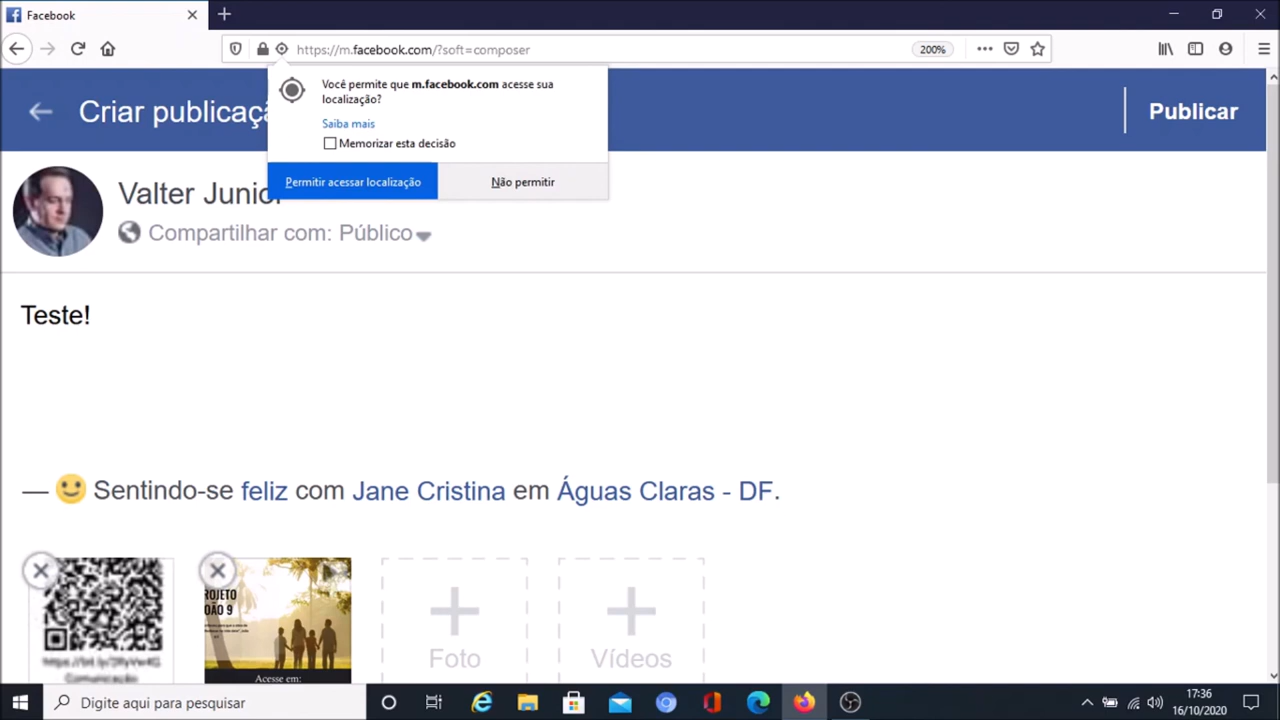 Facebook
https://m.facebook.com/?soft=composer
200%
Você permite que m.facebook.com acesse sua
localização?
Saiba mais
Memorizar esta decisão
Permitir acessar localização
Não permitir
Criar publicaçã
Publicar
Valter Junior
Compartilhar com: Público
Teste!
— Sentindo-se feliz com Jane Cristina em Águas Claras - DF.
ROJETO
OÃO 9
Acesse em:
Foto
Vídeos
Comunicação
Digite aqui para pesquisar
17:36
16/10/2020